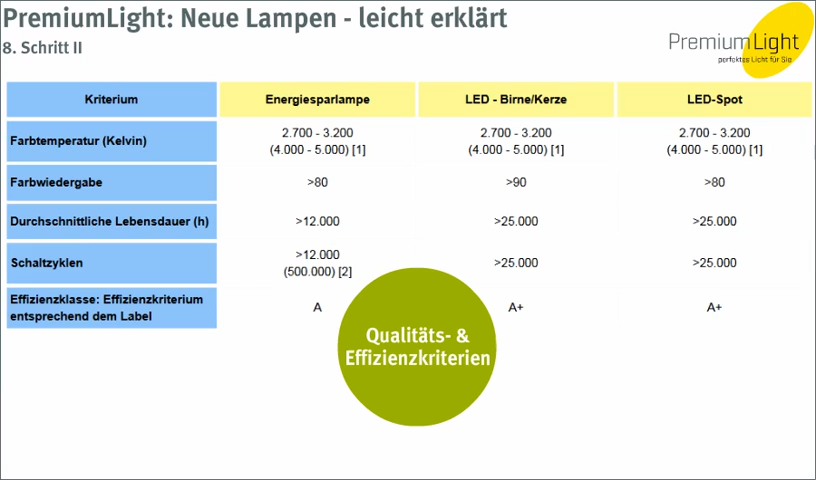 PremiumLight: Neue Lampen - leicht erklärt
8. Schritt II
PremiumLight
perfektes Licht für Sie
Kriterium Energiesparlampe LED - Birne/Kerze LED-Spot
Farbtemperatur (Kelvin) 2.700 - 3.200 2.700 - 3.200 2.700 - 3.200
(4.000 - 5.000) [1] (4.000 - 5.000) [1] (4.000 - 5.000) [1]
Farbwiedergabe >80 >90 >80
Durchschnittliche Lebensdauer (h) >12.000 >25.000 >25.000
Schaltzyklen >12.000 >25.000 >25.000
(500.000) [2]
Effizienzklasse: Effizienzkriterium
entsprechend dem Label A A+ A+
Qualitäts- &
Effizienzkriterien